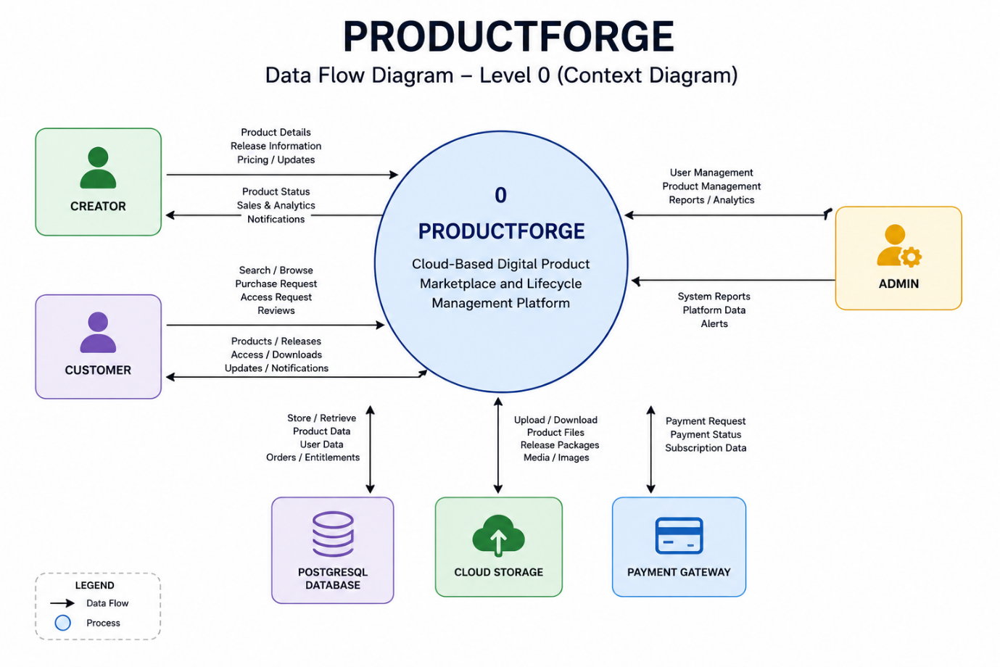 PRODUCTFORGE
Data Flow Diagram – Level 0 (Context Diagram)
Product Details
Release Information
Pricing / Updates
CREATOR
Product Status
Sales & Analytics
Notifications
Search / Browse
Purchase Request
Access Request
Reviews
CUSTOMER
Products / Releases
Access / Downloads
Updates / Notifications
0
PRODUCTFORGE
Cloud-Based Digital Product
Marketplace and Lifecycle
Management Platform
User Management
Product Management
Reports / Analytics
ADMIN
System Reports
Platform Data
Alerts
Store / Retrieve
Product Data
User Data
Orders / Entitlements
Upload / Download
Product Files
Release Packages
Media / Images
Payment Request
Payment Status
Subscription Data
POSTGRESQL
DATABASE
CLOUD STORAGE
PAYMENT GATEWAY
LEGEND
Data Flow
Process